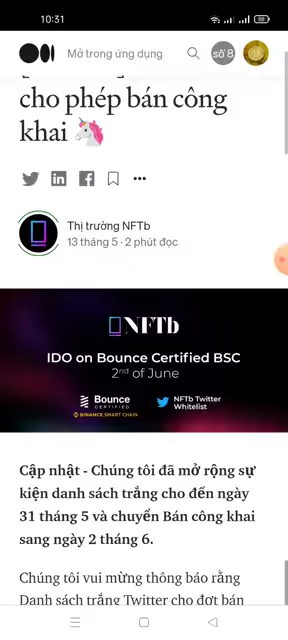 10:31
88
Mở trong ứng dụng
số 8
cho phép bán công
khai 🦄
Thị trường NFTb
13 tháng 5 · 2 phút đọc
NFTb
IDO on Bounce Certified BSC
2nd of June
Bounce
CERTIFIED
BINANCE SMART CHAIN
NFTb Twitter
Whitelist
Cập nhật - Chúng tôi đã mở rộng sự
kiện danh sách trắng cho đến ngày
31 tháng 5 và chuyển Bán công khai
sang ngày 2 tháng 6.
Chúng tôi vui mừng thông báo rằng
Danh sách trắng Twitter cho đợt bán